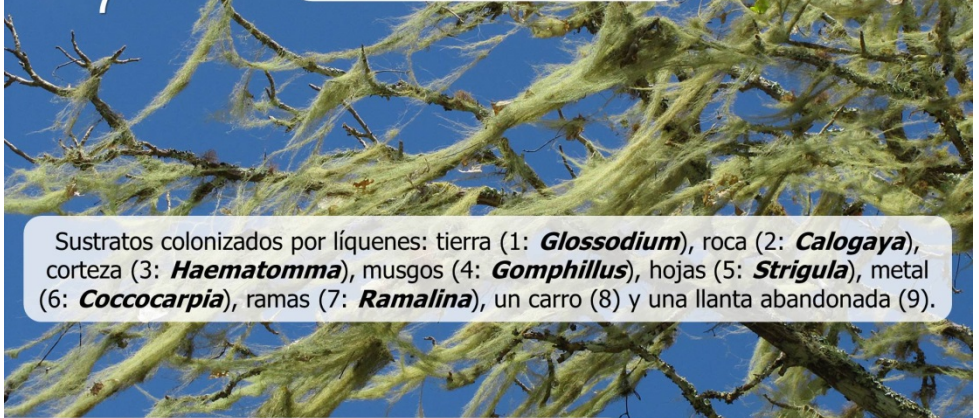 Sustratos colonizados por líquenes: tierra (1: Glossodium), roca (2: Calogaya),
corteza (3: Haematomma), musgos (4: Gomphillus), hojas (5: Strigula), metal
(6: Coccocarpia), ramas (7: Ramalina), un carro (8) y una llanta abandonada (9).